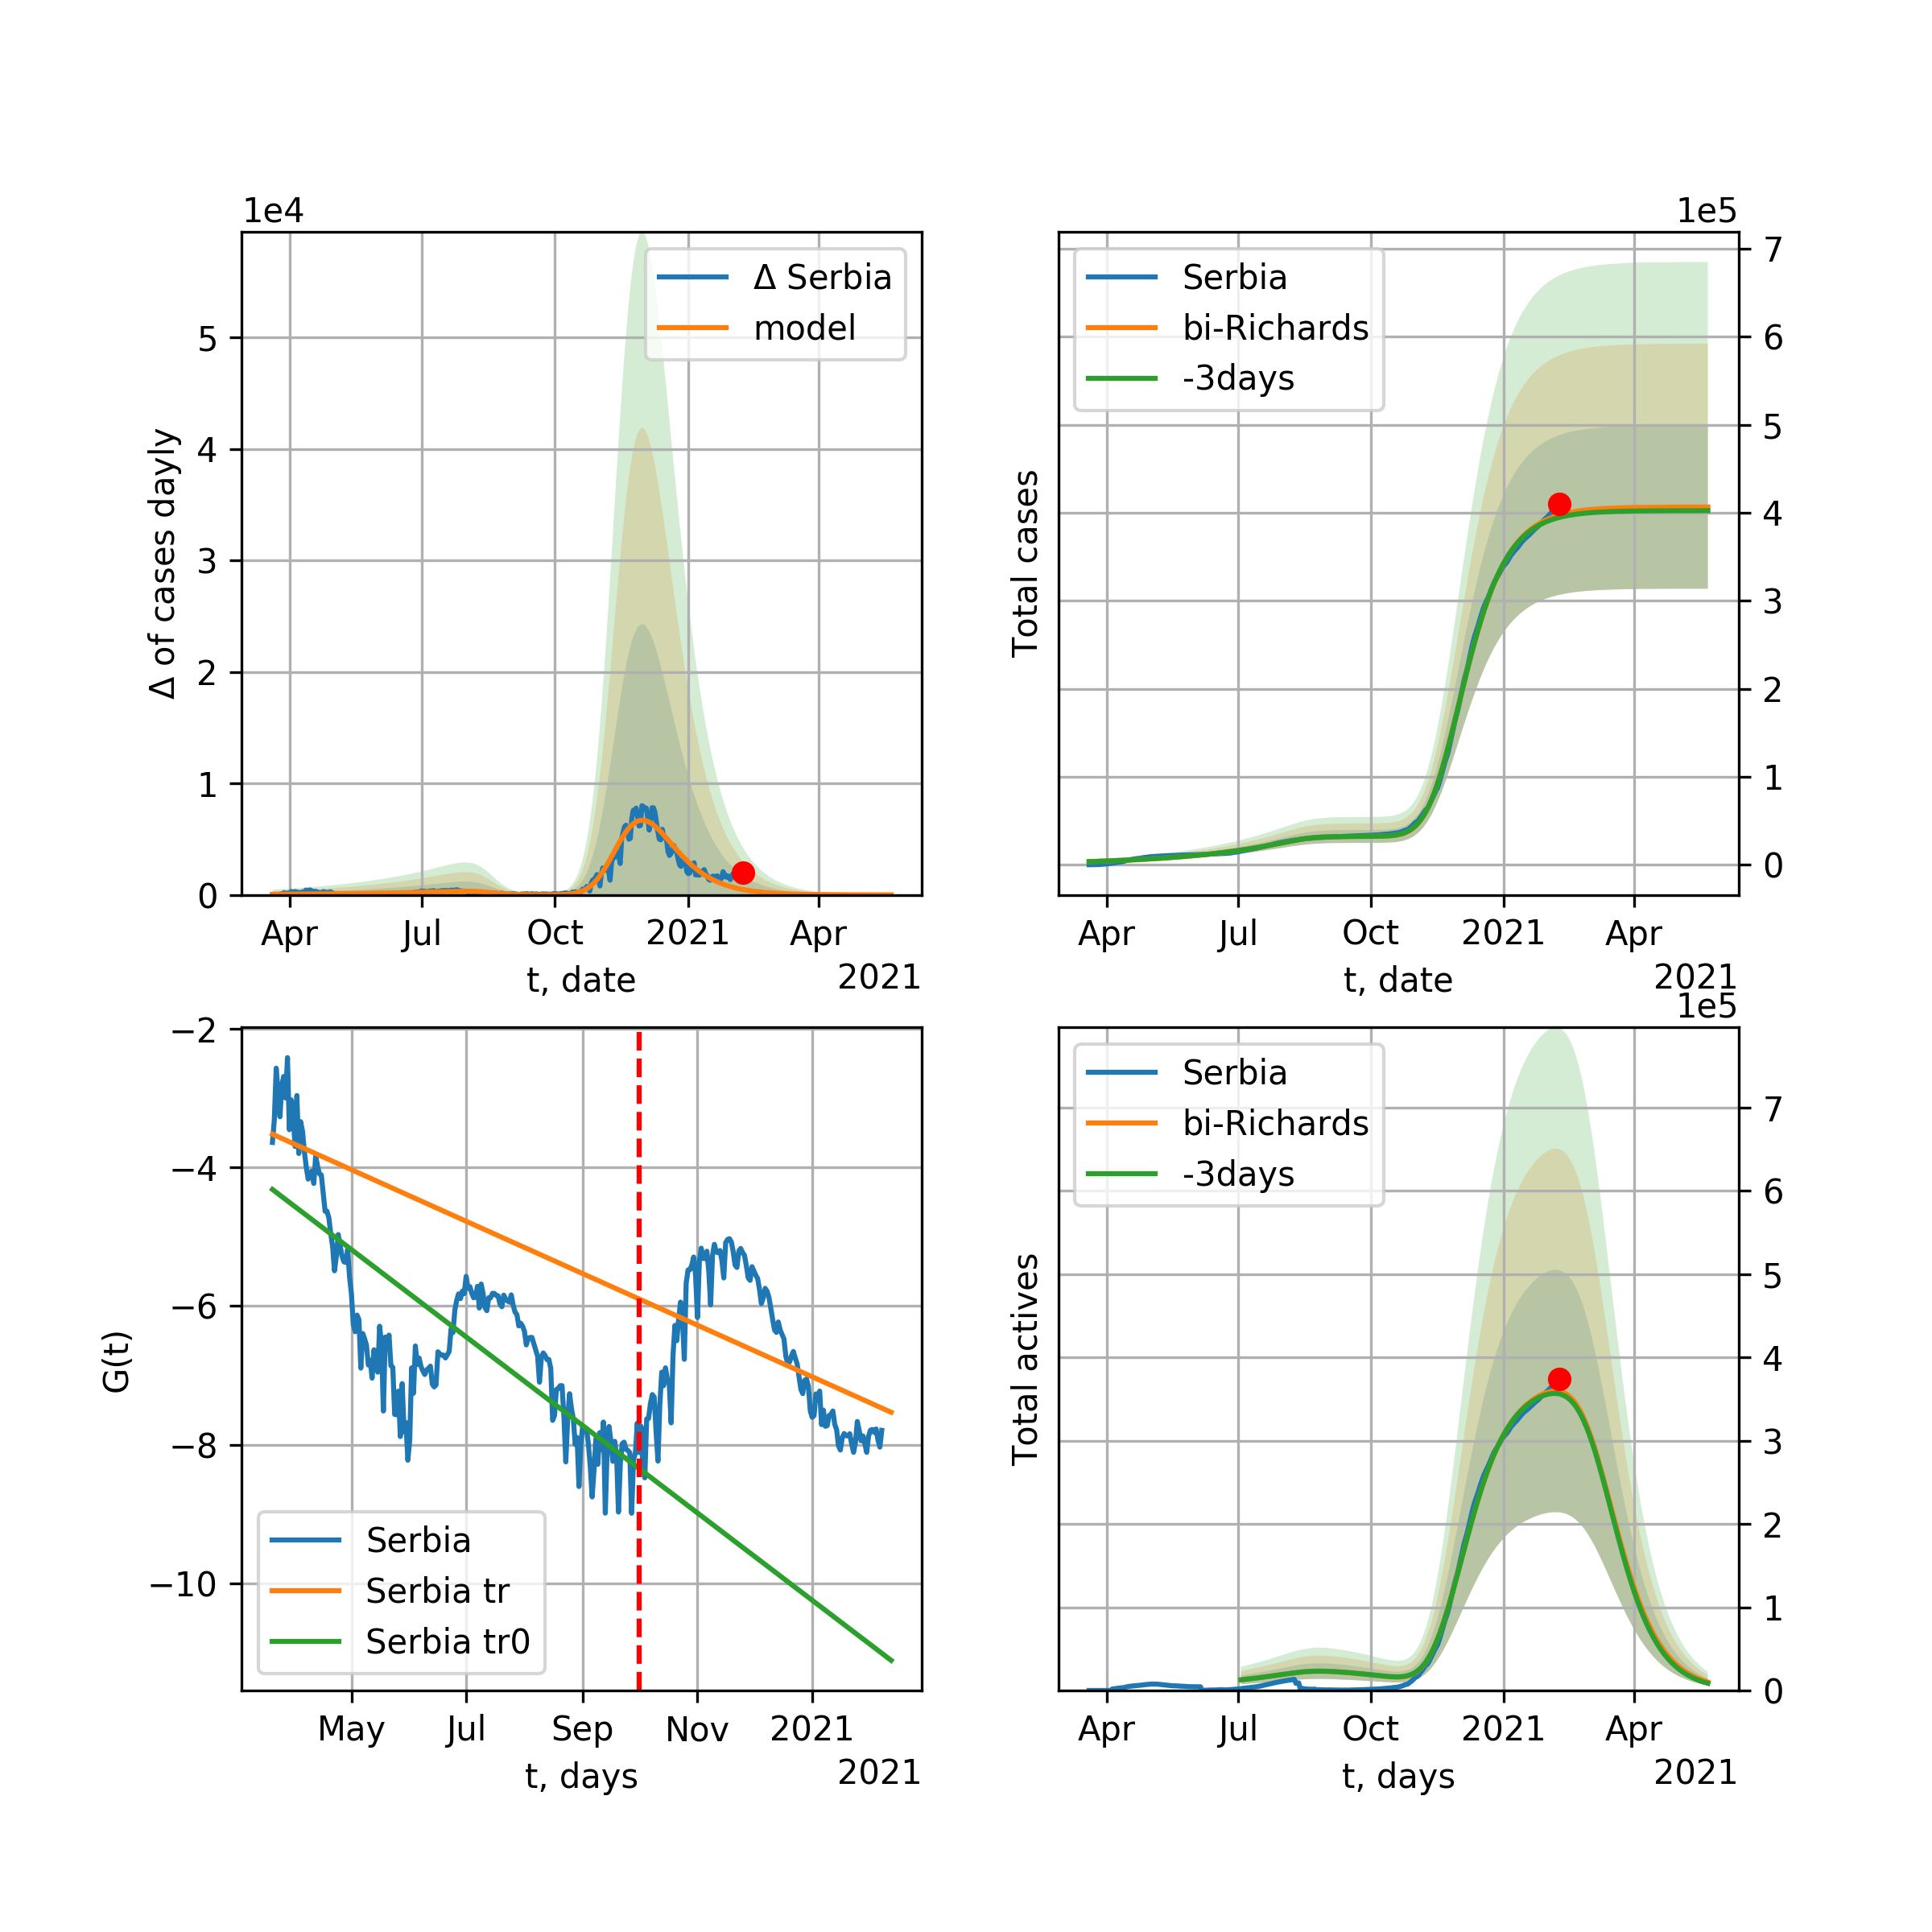 1e4
Δ of cases dayly
5
4
3
2
1
0
Δ Serbia
model
Apr
Jul
Oct
2021
Apr
t, date
2021
1e5
Total cases
Serbia
bi-Richards
-3days
7
6
5
4
3
2
1
0
Apr
Jul
Oct
2021
Apr
t, date
2021
G(t)
−2
−4
−6
−8
−10
Serbia
Serbia tr
Serbia tr0
May
Jul
Sep
Nov
2021
t, days
2021
1e5
Total actives
Serbia
bi-Richards
-3days
7
6
5
4
3
2
1
0
Apr
Jul
Oct
2021
Apr
t, days
2021